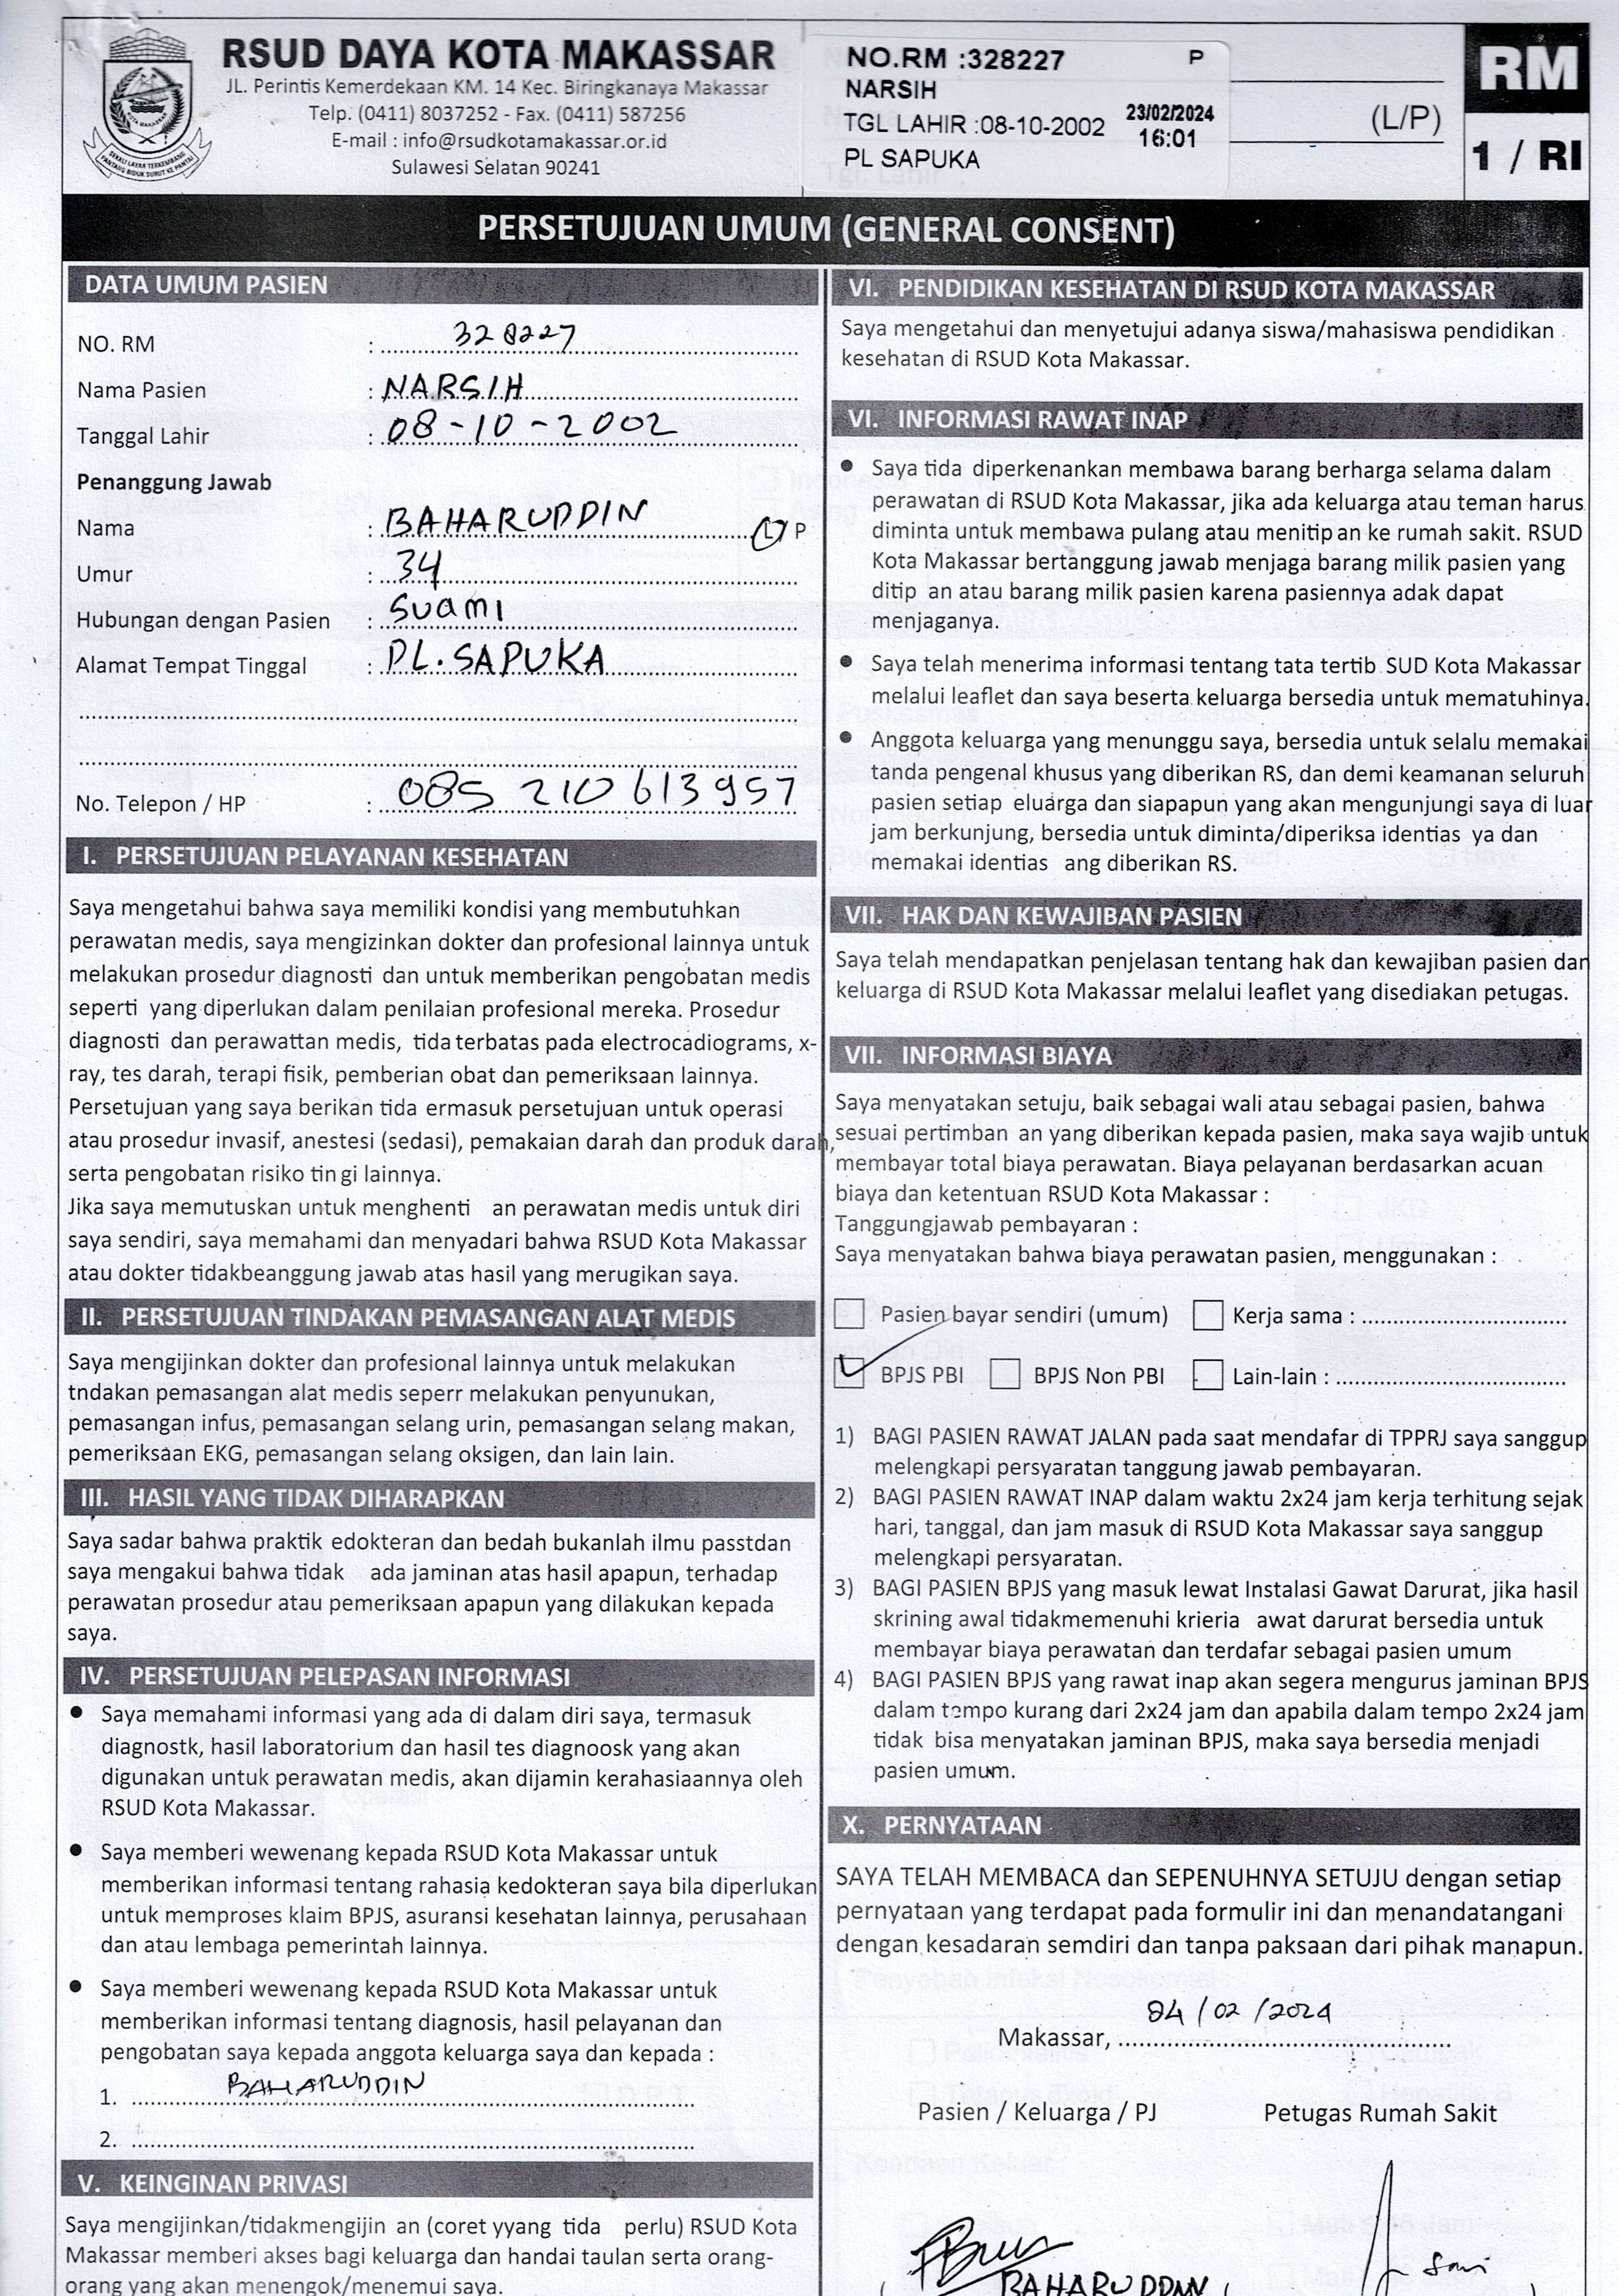 RSUD DAYA KOTA MAKASSAR
JL. Perintis Kemerdekaan KM. 14 Kec. Biringkanaya Makassar
Telp. (0411) 8037252 - Fax. (0411) 587256
E-mail : info@rsudkotamakassar.or.id
Sulawesi Selatan 90241
NO.RM :328227 P
NARSIH
TGL LAHIR :08-10-2002 23/02/2024
16:01
PL SAPUKA
(L/P)
RM
1 / RI
PERSETUJUAN UMUM (GENERAL CONSENT)
DATA UMUM PASIEN
NO. RM : 328227
Nama Pasien : NARSIH
Tanggal Lahir : 08-10-2002
Penanggung Jawab
Nama : BAHARUDDIN L P
Umur : 34
Hubungan dengan Pasien : Suami
Alamat Tempat Tinggal : PL. SAPUKA
No. Telepon / HP : 085 210 613957
I. PERSETUJUAN PELAYANAN KESEHATAN
Saya mengetahui bahwa saya memiliki kondisi yang membutuhkan
perawatan medis, saya mengizinkan dokter dan profesional lainnya untuk
melakukan prosedur diagnosti dan untuk memberikan pengobatan medis
seperti yang diperlukan dalam penilaian profesional mereka. Prosedur
diagnosti dan perawattan medis, tida terbatas pada electrocadiograms, x-
ray, tes darah, terapi fisik, pemberian obat dan pemeriksaan lainnya.
Persetujuan yang saya berikan tida ermasuk persetujuan untuk operasi
atau prosedur invasif, anestesi (sedasi), pemakaian darah dan produk darah,
serta pengobatan risiko tin gi lainnya.
Jika saya memutuskan untuk menghenti an perawatan medis untuk diri
saya sendiri, saya memahami dan menyadari bahwa RSUD Kota Makassar
atau dokter tidakbeanggung jawab atas hasil yang merugikan saya.
II. PERSETUJUAN TINDAKAN PEMASANGAN ALAT MEDIS
Saya mengijinkan dokter dan profesional lainnya untuk melakukan
tndakan pemasangan alat medis seperr melakukan penyunukan,
pemasangan infus, pemasangan selang urin, pemasangan selang makan,
pemeriksaan EKG, pemasangan selang oksigen, dan lain lain.
III. HASIL YANG TIDAK DIHARAPKAN
Saya sadar bahwa praktik edokteran dan bedah bukanlah ilmu passtdan
saya mengakui bahwa tidak ada jaminan atas hasil apapun, terhadap
perawatan prosedur atau pemeriksaan apapun yang dilakukan kepada
saya.
IV. PERSETUJUAN PELEPASAN INFORMASI
• Saya memahami informasi yang ada di dalam diri saya, termasuk
diagnostk, hasil laboratorium dan hasil tes diagnoosk yang akan
digunakan untuk perawatan medis, akan dijamin kerahasiaannya oleh
RSUD Kota Makassar.
• Saya memberi wewenang kepada RSUD Kota Makassar untuk
memberikan informasi tentang rahasia kedokteran saya bila diperlukan
untuk memproses klaim BPJS, asuransi kesehatan lainnya, perusahaan
dan atau lembaga pemerintah lainnya.
• Saya memberi wewenang kepada RSUD Kota Makassar untuk
memberikan informasi tentang diagnosis, hasil pelayanan dan
pengobatan saya kepada anggota keluarga saya dan kepada :
1. BAHARUDDIN
2.
V. KEINGINAN PRIVASI
Saya mengijinkan/tidakmengijin an (coret yyang tida perlu) RSUD Kota
Makassar memberi akses bagi keluarga dan handai taulan serta orang-
orang yang akan menengok/menemui saya.
VI. PENDIDIKAN KESEHATAN DI RSUD KOTA MAKASSAR
Saya mengetahui dan menyetujui adanya siswa/mahasiswa pendidikan
kesehatan di RSUD Kota Makassar.
VI. INFORMASI RAWAT INAP
• Saya tida diperkenankan membawa barang berharga selama dalam
perawatan di RSUD Kota Makassar, jika ada keluarga atau teman harus
diminta untuk membawa pulang atau menitip an ke rumah sakit. RSUD
Kota Makassar bertanggung jawab menjaga barang milik pasien yang
ditip an atau barang milik pasien karena pasiennya adak dapat
menjaganya.
• Saya telah menerima informasi tentang tata tertib SUD Kota Makassar
melalui leaflet dan saya beserta keluarga bersedia untuk mematuhinya.
• Anggota keluarga yang menunggu saya, bersedia untuk selalu memakai
tanda pengenal khusus yang diberikan RS, dan demi keamanan seluruh
pasien setiap eluarga dan siapapun yang akan mengunjungi saya di luar
jam berkunjung, bersedia untuk diminta/diperiksa identias ya dan
memakai identias ang diberikan RS.
VII. HAK DAN KEWAJIBAN PASIEN
Saya telah mendapatkan penjelasan tentang hak dan kewajiban pasien dan
keluarga di RSUD Kota Makassar melalui leaflet yang disediakan petugas.
VII. INFORMASI BIAYA
Saya menyatakan setuju, baik sebagai wali atau sebagai pasien, bahwa
sesuai pertimban an yang diberikan kepada pasien, maka saya wajib untuk
membayar total biaya perawatan. Biaya pelayanan berdasarkan acuan
biaya dan ketentuan RSUD Kota Makassar :
Tanggungjawab pembayaran :
Saya menyatakan bahwa biaya perawatan pasien, menggunakan :
Pasien bayar sendiri (umum) Kerja sama :
BPJS PBI BPJS Non PBI Lain-lain :
1) BAGI PASIEN RAWAT JALAN pada saat mendafar di TPPRJ saya sanggup
melengkapi persyaratan tanggung jawab pembayaran.
2) BAGI PASIEN RAWAT INAP dalam waktu 2x24 jam kerja terhitung sejak
hari, tanggal, dan jam masuk di RSUD Kota Makassar saya sanggup
melengkapi persyaratan.
3) BAGI PASIEN BPJS yang masuk lewat Instalasi Gawat Darurat, jika hasil
skrining awal tidakmemenuhi krieria awat darurat bersedia untuk
membayar biaya perawatan dan terdafar sebagai pasien umum
4) BAGI PASIEN BPJS yang rawat inap akan segera mengurus jaminan BPJS
dalam tempo kurang dari 2x24 jam dan apabila dalam tempo 2x24 jam
tidak bisa menyatakan jaminan BPJS, maka saya bersedia menjadi
pasien umum.
X. PERNYATAAN
SAYA TELAH MEMBACA dan SEPENUHNYA SETUJU dengan setiap
pernyataan yang terdapat pada formulir ini dan menandatangani
dengan kesadaran semdiri dan tanpa paksaan dari pihak manapun.
Makassar, /02/2024
Pasien / Keluarga / PJ Petugas Rumah Sakit
BAHARUDDIN